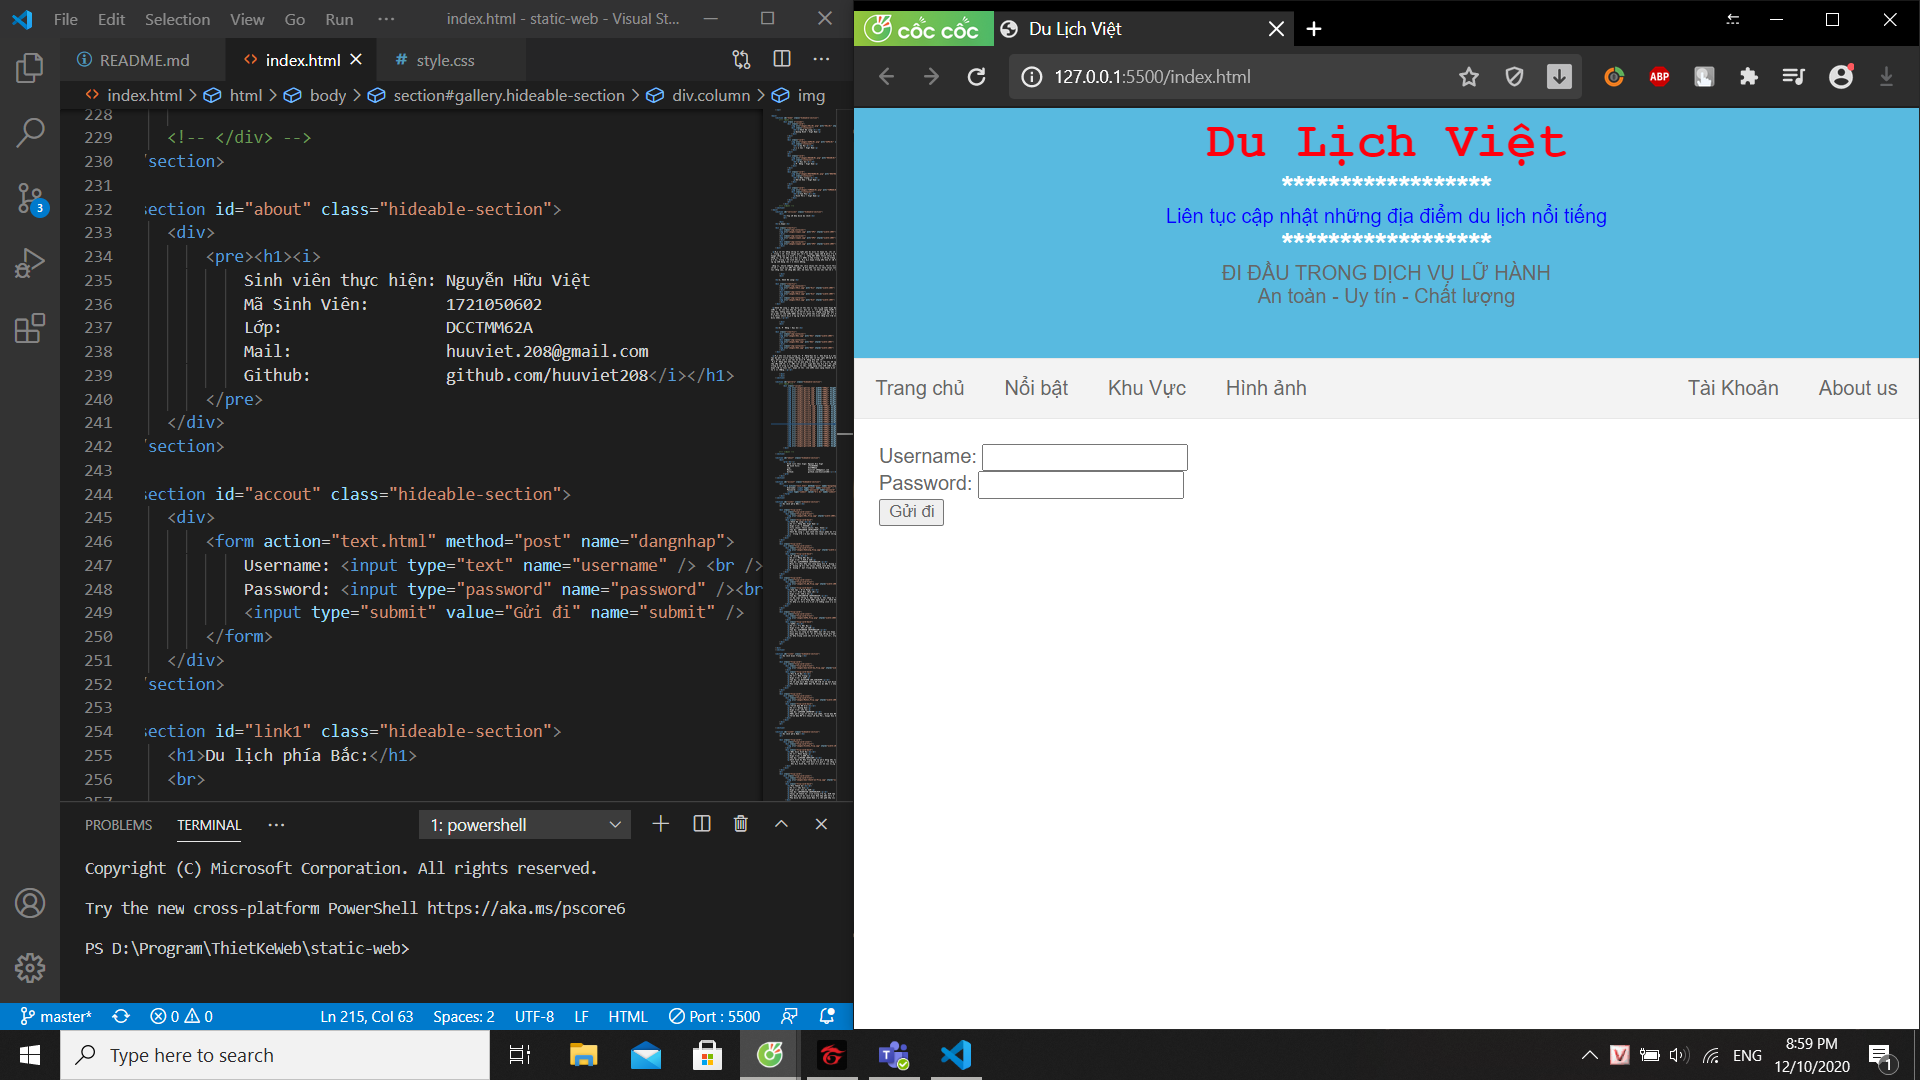 File Edit Selection View Go Run ··· index.html - static-web - Visual St...
README.md index.html style.css
index.html > html > body > section#gallery.hideable-section > div.column > img
228
229 <!-- </div> -->
230 section>
231
232 section id="about" class="hideable-section">
233 <div>
234 <pre><h1><i>
235 Sinh viên thực hiện: Nguyễn Hữu Việt
236 Mã Sinh Viên: 1721050602
237 Lớp: DCCTMM62A
238 Mail: huuviet.208@gmail.com
239 Github: github.com/huuviet208</i></h1>
240 </pre>
241 </div>
242 section>
243
244 section id="accout" class="hideable-section">
245 <div>
246 <form action="text.html" method="post" name="dangnhap">
247 Username: <input type="text" name="username" /> <br />
248 Password: <input type="password" name="password" /><br
249 <input type="submit" value="Gửi đi" name="submit" />
250 </form>
251 </div>
252 section>
253
254 section id="link1" class="hideable-section">
255 <h1>Du lịch phía Bắc:</h1>
256 <br>
PROBLEMS TERMINAL ··· 1: powershell
Copyright (C) Microsoft Corporation. All rights reserved.
Try the new cross-platform PowerShell https://aka.ms/pscore6
PS D:\Program\ThietKeWeb\static-web>
3
master* 0 0 Ln 215, Col 63 Spaces: 2 UTF-8 LF HTML Port : 5500
cốc cốc Du Lịch Việt
127.0.0.1:5500/index.html
ABP
Du Lịch Việt
******************
Liên tục cập nhật những địa điểm du lịch nổi tiếng
******************
ĐI ĐẦU TRONG DỊCH VỤ LỮ HÀNH
An toàn - Uy tín - Chất lượng
Trang chủ Nổi bật Khu Vực Hình ảnh Tài Khoản About us
Username:
Password:
Gửi đi
Type here to search
ENG
8:59 PM
12/10/2020
1